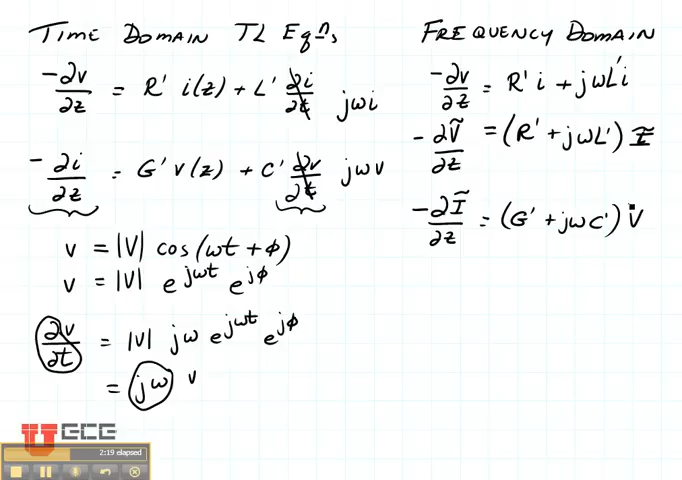 TIME DOMAIN TL EQNS
-∂v/∂z = R' i(z) + L' ∂i/∂t jωi
-∂i/∂z = G' v(z) + C' ∂v/∂t jωv
v = |V| cos(ωt + φ)
v = |V| e^jωt e^jφ
∂v/∂t = |V| jω e^jωt e^jφ
= jω v
FREQUENCY DOMAIN
-∂v/∂z = R' i + jωL'i
-∂Ṽ/∂z = (R' + jωL') Ĩ
-∂Ĩ/∂z = (G' + jωC') V
U ECE
2:19 elapsed